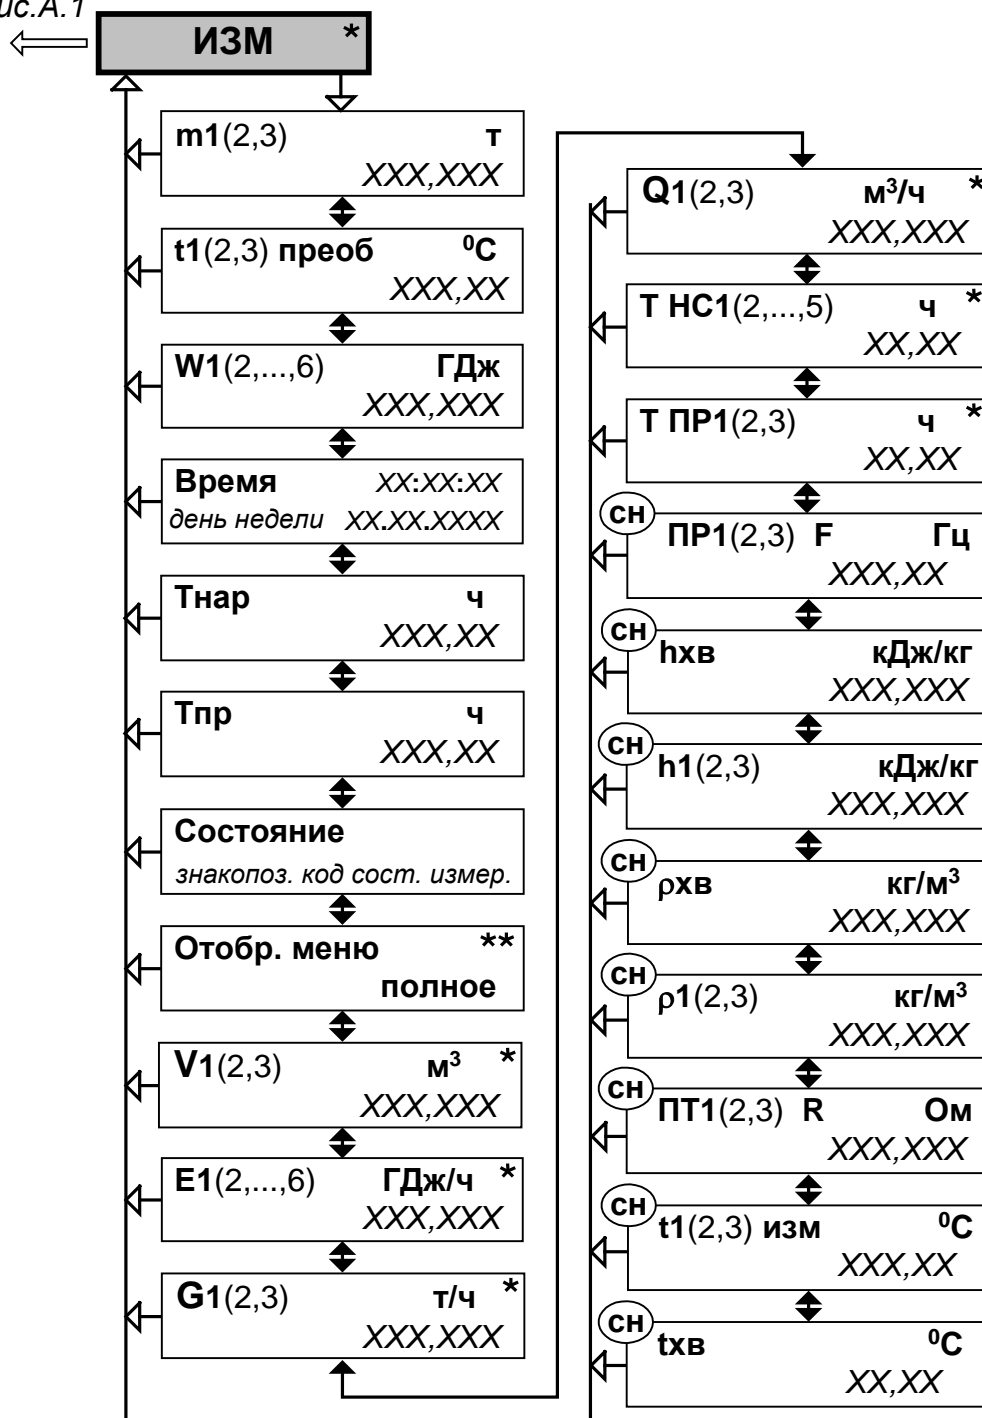 ис.А.1
ИЗМ *
m1(2,3) т
XXX,XXX
t1(2,3) преоб ⁰С
XXX,XX
W1(2,...,6) ГДж
XXX,XXX
Время XX:XX:XX
день недели XX.XX.XXXX
Тнар ч
XXX,XX
Тпр ч
XXX,XX
Состояние
знакопоз. код сост. измер.
Отобр. меню **
полное
V1(2,3) м³ *
XXX,XXX
E1(2,...,6) ГДж/ч *
XXX,XXX
G1(2,3) т/ч *
XXX,XXX
Q1(2,3) м³/ч *
XXX,XXX
Т НС1(2,...,5) ч *
XX,XX
Т ПР1(2,3) ч *
XX,XX
СН
ПР1(2,3) F Гц
XXX,XX
СН
hхв кДж/кг
XXX,XXX
СН
h1(2,3) кДж/кг
XXX,XXX
СН
ρхв кг/м³
XXX,XXX
СН
ρ1(2,3) кг/м³
XXX,XXX
СН
ПТ1(2,3) R Ом
XXX,XXX
СН
t1(2,3) изм ⁰С
XXX,XX
СН
tхв ⁰С
XX,XX